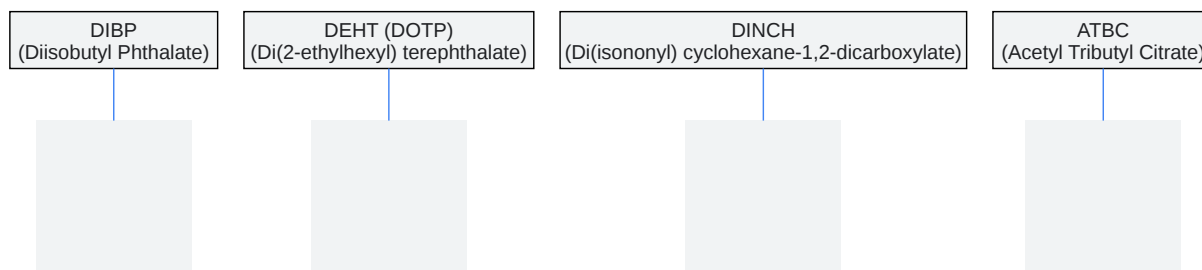 DIBP
(Diisobutyl Phthalate)
DEHT (DOTP)
(Di(2-ethylhexyl) terephthalate)
DINCH
(Di(isononyl) cyclohexane-1,2-dicarboxylate)
ATBC
(Acetyl Tributyl Citrate)